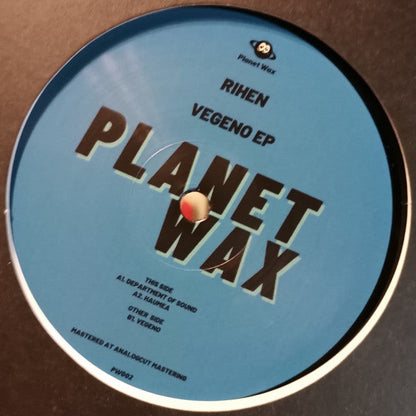 Planet Wax
RIHEN
VEGENO EP
PLANET
WAX
THIS SIDE
A1. DEPARTMENT OF SOUND
A2. HAUMEA
OTHER SIDE
B1. VEGENO
MASTERED AT ANALOGCUT MASTERING
PW002